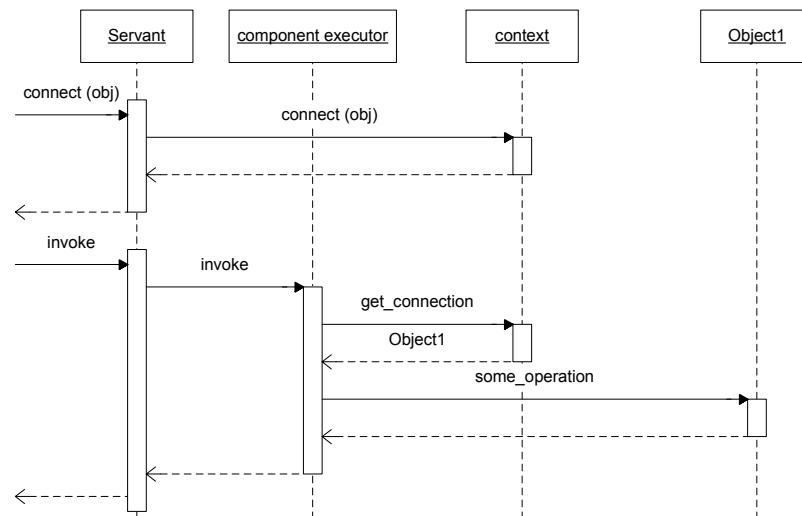 Servant
component executor
context
Object1
connect (obj)
connect (obj)
invoke
invoke
get_connection
Object1
some_operation